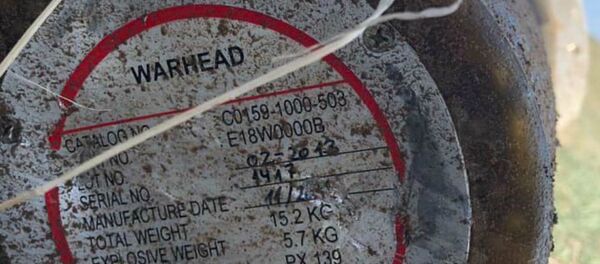 WARHEAD
CATALOG NO. C0159-1000-503
NO. E18W0000B
LOT NO. 02-2013
SERIAL NO. 1417
MANUFACTURE DATE 11/2
TOTAL WEIGHT 15.2 KG
EXPLOSIVE WEIGHT 5.7 KG
PX 139